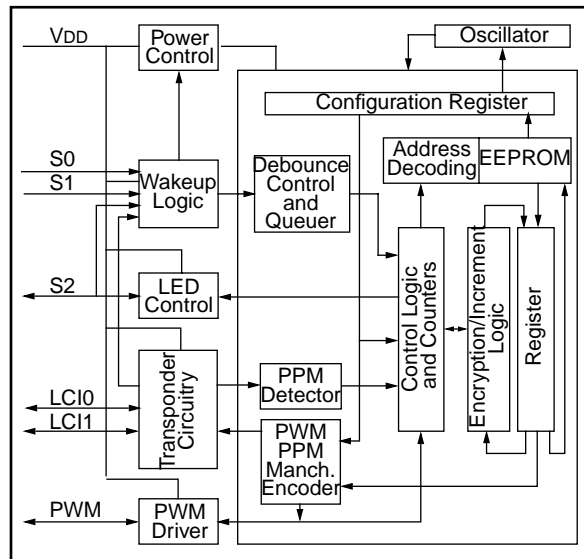 VDD
Power
Control
Oscillator
Configuration Register
S0
S1
Wakeup
Logic
Debounce
Control
and
Queuer
Address
Decoding
EEPROM
S2
LED
Control
Control Logic
and Counters
Encryption/Increment
Logic
Register
LCI0
LCI1
Transponder
Circuitry
PPM
Detector
PWM
PPM
Manch.
Encoder
PWM
PWM
Driver